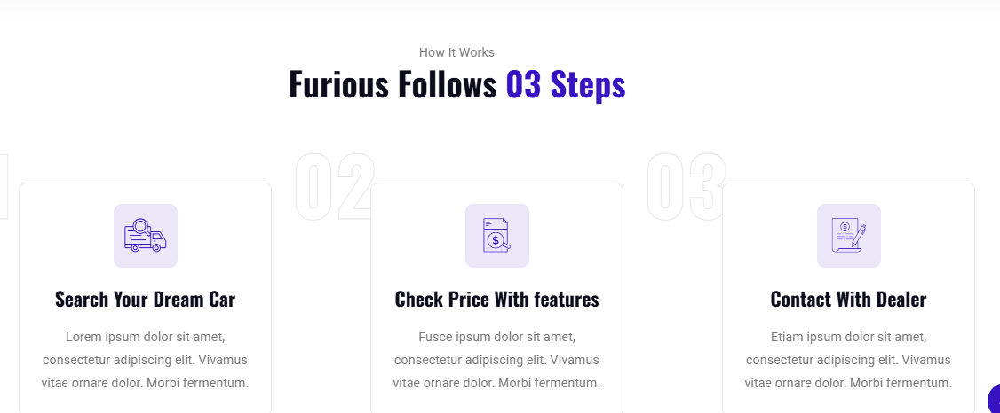 How It Works
Furious Follows 03 Steps
02
03
Search Your Dream Car
Lorem ipsum dolor sit amet,
consectetur adipiscing elit. Vivamus
vitae ornare dolor. Morbi fermentum.
Check Price With features
Fusce ipsum dolor sit amet,
consectetur adipiscing elit. Vivamus
vitae ornare dolor. Morbi fermentum.
Contact With Dealer
Etiam ipsum dolor sit amet,
consectetur adipiscing elit. Vivamus
vitae ornare dolor. Morbi fermentum.